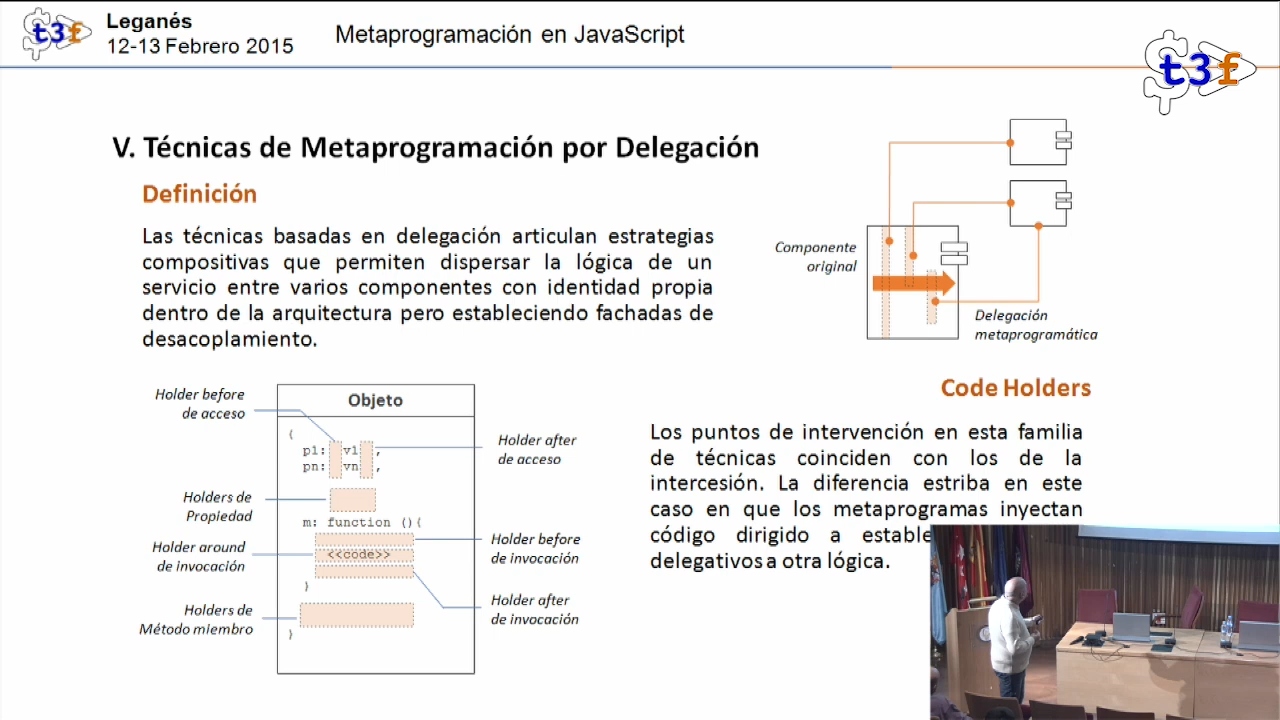 t3f
Leganés
12-13 Febrero 2015
Metaprogramación en JavaScript
t3f
V. Técnicas de Metaprogramación por Delegación
Definición
Las técnicas basadas en delegación articulan estrategias
compositivas que permiten dispersar la lógica de un
servicio entre varios componentes con identidad propia
dentro de la arquitectura pero estableciendo fachadas de
desacoplamiento.
Componente
original
Delegación
metaprogramática
Holder before
de acceso
Objeto
{
p1: v1 ,
pn: vn ,
Holder after
de acceso
Holders de
Propiedad
m: function (){
Holder around
de invocación
<<code>>
}
Holder before
de invocación
Holder after
de invocación
Holders de
Método miembro
}
Code Holders
Los puntos de intervención en esta familia
de técnicas coinciden con los de la
intercesión. La diferencia estriba en este
caso en que los metaprogramas inyectan
código dirigido a
delegativos a otra lógica.